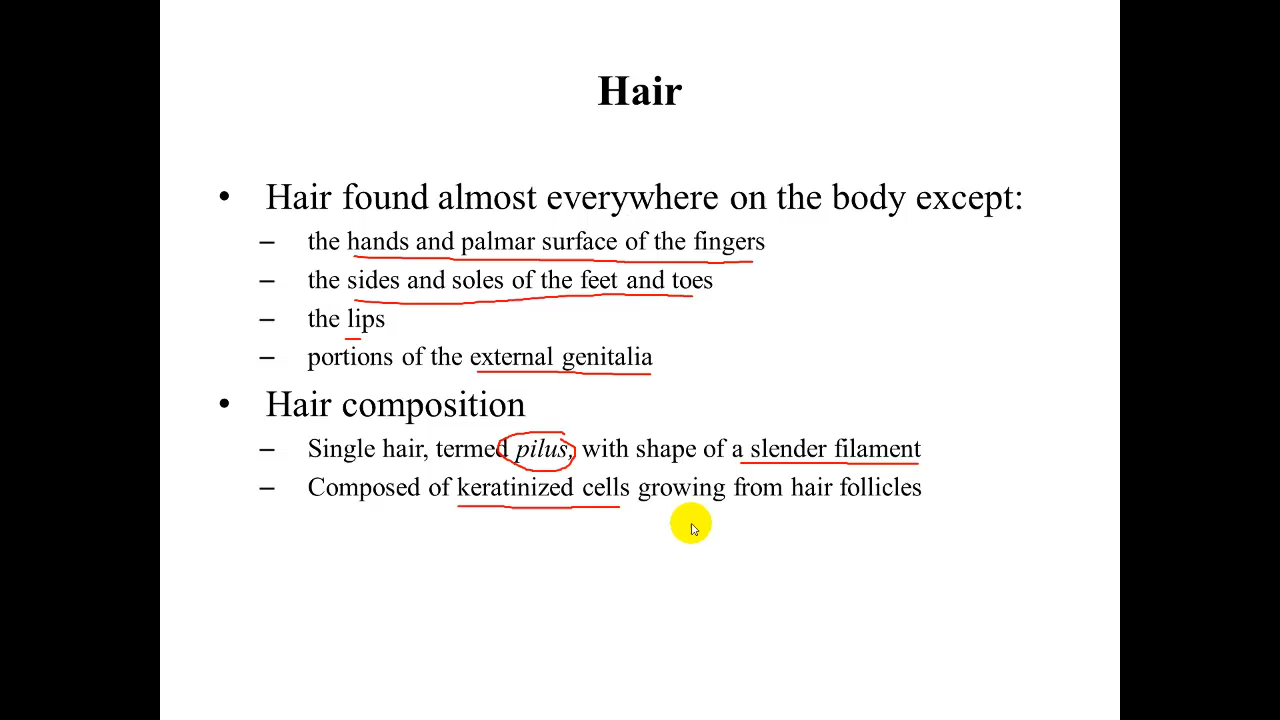 Hair
• Hair found almost everywhere on the body except:
– the hands and palmar surface of the fingers
– the sides and soles of the feet and toes
– the lips
– portions of the external genitalia
• Hair composition
– Single hair, termed pilus, with shape of a slender filament
– Composed of keratinized cells growing from hair follicles